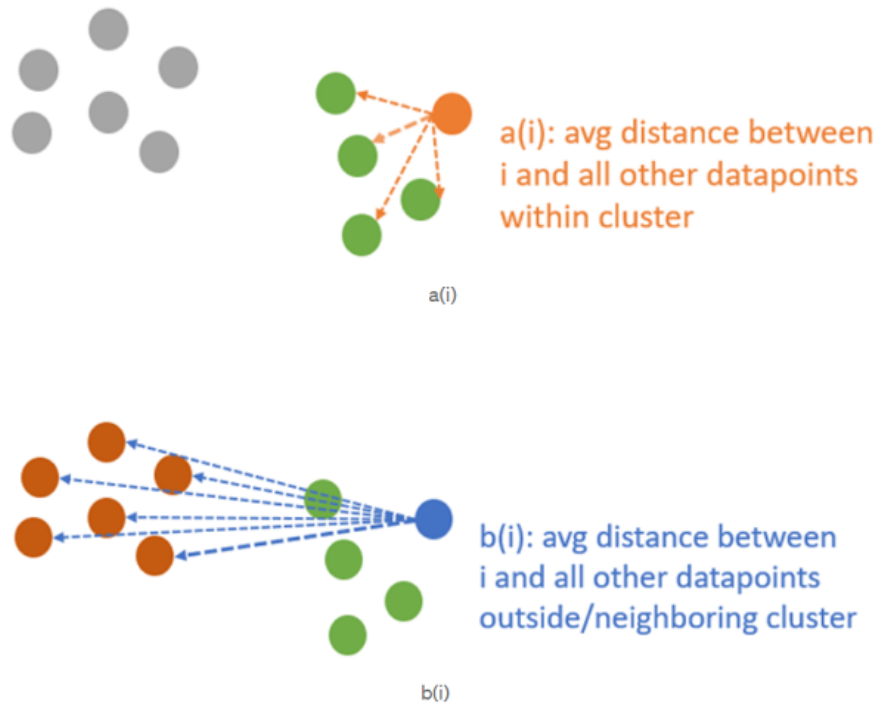 a(i): avg distance between
i and all other datapoints
within cluster
a(i)
b(i): avg distance between
i and all other datapoints
outside/neighboring cluster
b(i)